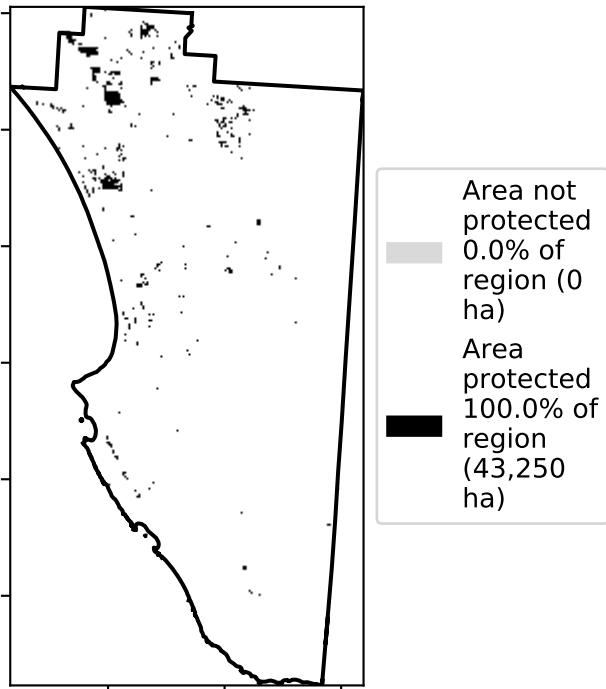 Area not
protected
0.0% of
region (0
ha)
Area
protected
100.0% of
region
(43,250
ha)